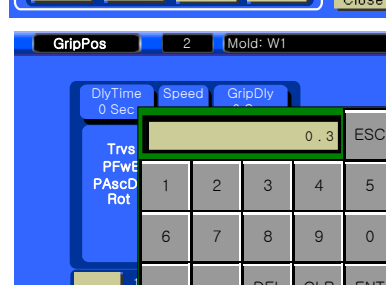 Close
GripPos 2 Mold: W1
DlyTime Speed GripDly
0 Sec
0.3 ESC
Trvs
PFwE
PAscD
Rot
1 2 3 4 5
6 7 8 9 0
DEL CLR ENT